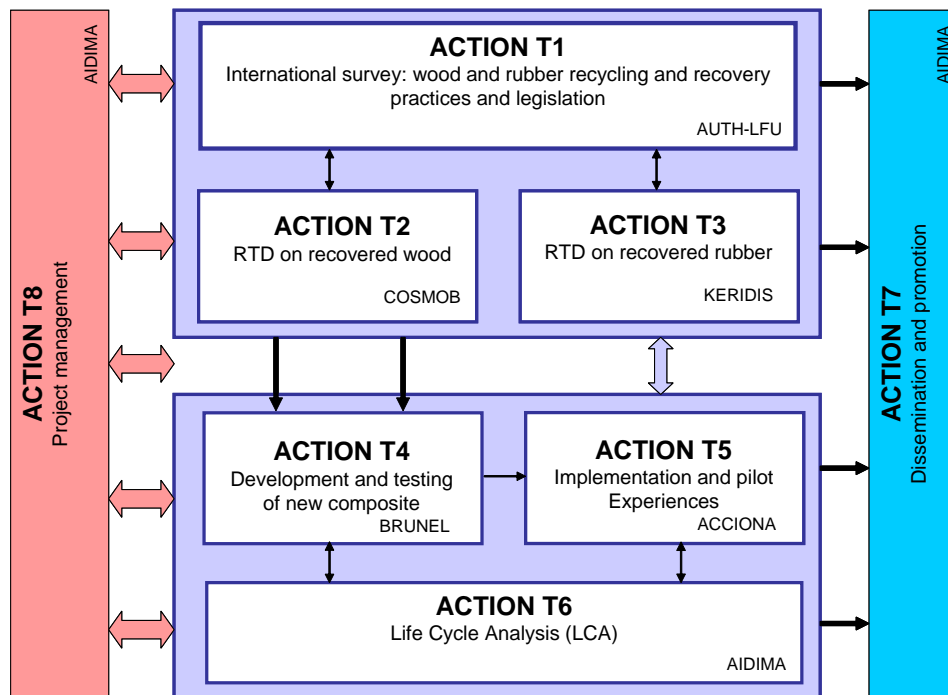 AIDIMA
ACTION T8
Project management
ACTION T1
International survey: wood and rubber recycling and recovery
practices and legislation
AUTH-LFU
ACTION T2
RTD on recovered wood
COSMOB
ACTION T3
RTD on recovered rubber
KERIDIS
ACTION T4
Development and testing
of new composite
BRUNEL
ACTION T5
Implementation and pilot
Experiences
ACCIONA
ACTION T6
Life Cycle Analysis (LCA)
AIDIMA
AIDIMA
ACTION T7
Dissemination and promotion